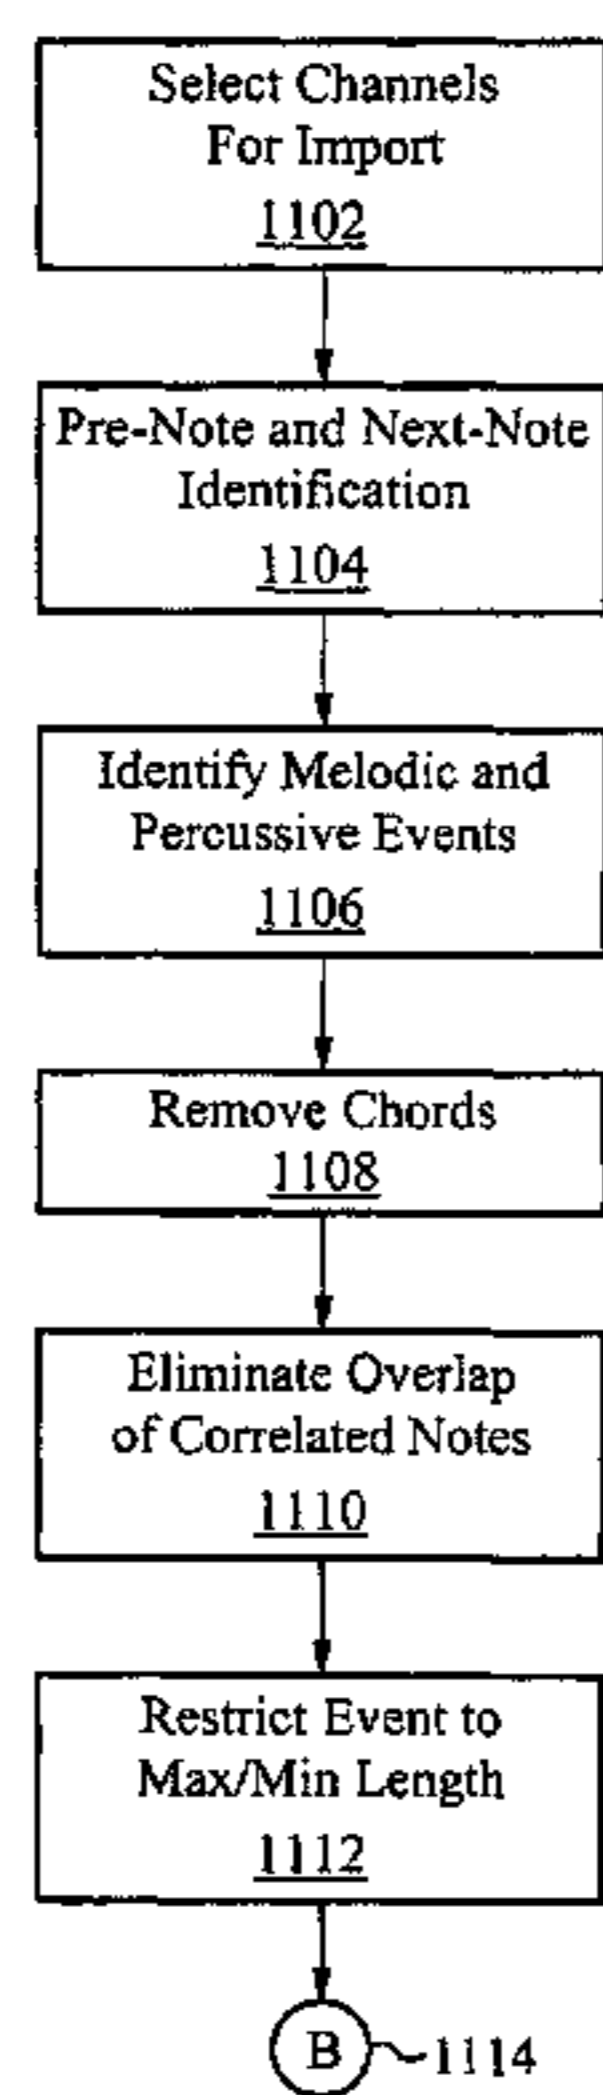 Select Channels
For Import
1102
Pre-Note and Next-Note
Identification
1104
Identify Melodic and
Percussive Events
1106
Remove Chords
1108
Eliminate Overlap
of Correlated Notes
1110
Restrict Event to
Max/Min Length
1112
B 1114